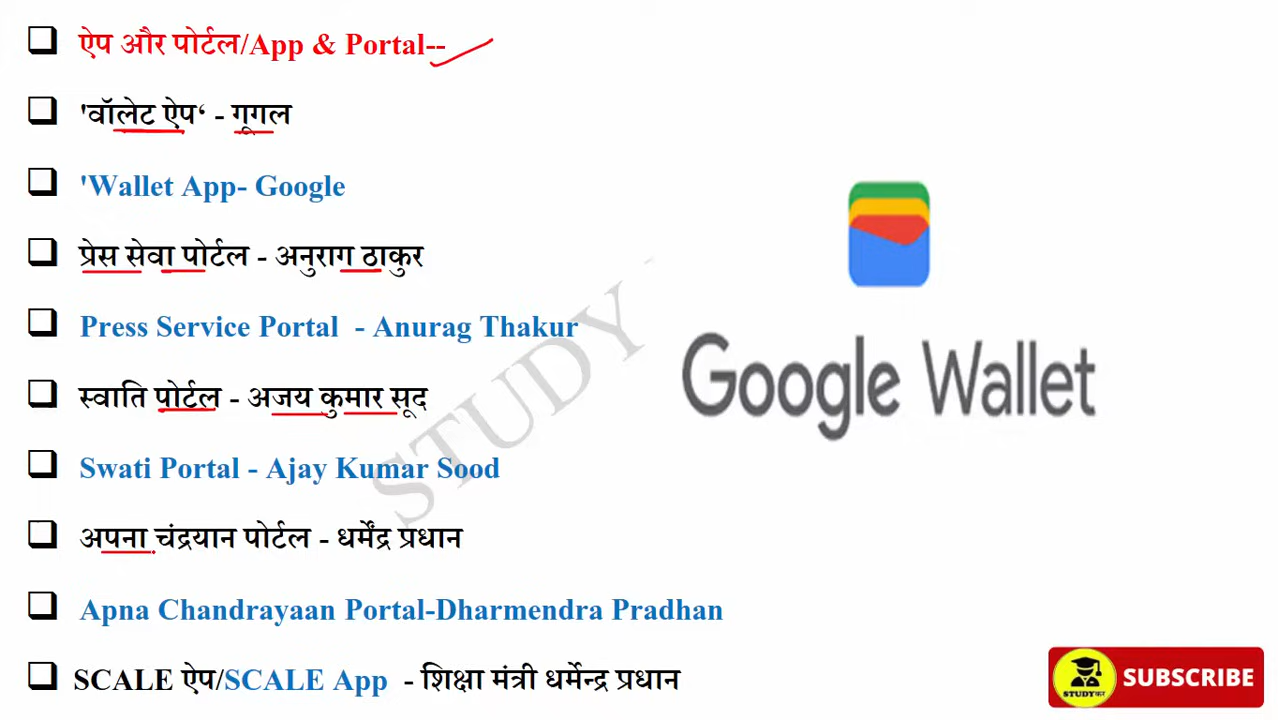 ऐप और पोर्टल/App & Portal--
'वॉलेट ऐप‘ - गूगल
'Wallet App- Google
प्रेस सेवा पोर्टल - अनुराग ठाकुर
Press Service Portal - Anurag Thakur
स्वाति पोर्टल - अजय कुमार सूद
Swati Portal - Ajay Kumar Sood
अपना चंद्रयान पोर्टल - धर्मेंद्र प्रधान
Apna Chandrayaan Portal-Dharmendra Pradhan
SCALE ऐप/SCALE App - शिक्षा मंत्री धर्मेन्द्र प्रधान
Google Wallet
STUDY
STUDYकर
SUBSCRIBE